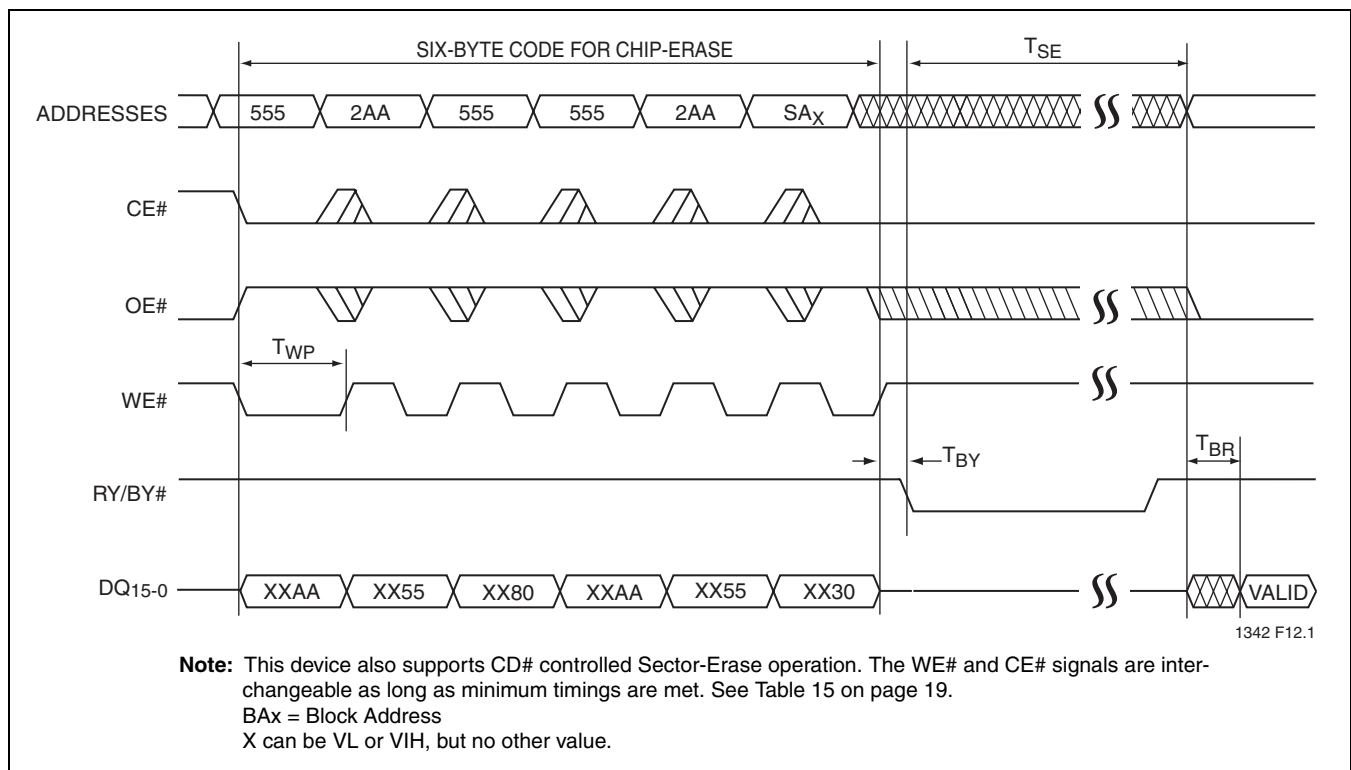 SIX-BYTE CODE FOR CHIP-ERASE
TSE
ADDRESSES 555 2AA 555 555 2AA SAX
CE#
OE#
TWP
WE#
TBY
TBR
RY/BY#
DQ15-0 XXAA XX55 XX80 XXAA XX55 XX30 VALID
1342 F12.1
Note: This device also supports CD# controlled Sector-Erase operation. The WE# and CE# signals are inter-
changeable as long as minimum timings are met. See Table 15 on page 19.
BAx = Block Address
X can be VL or VIH, but no other value.